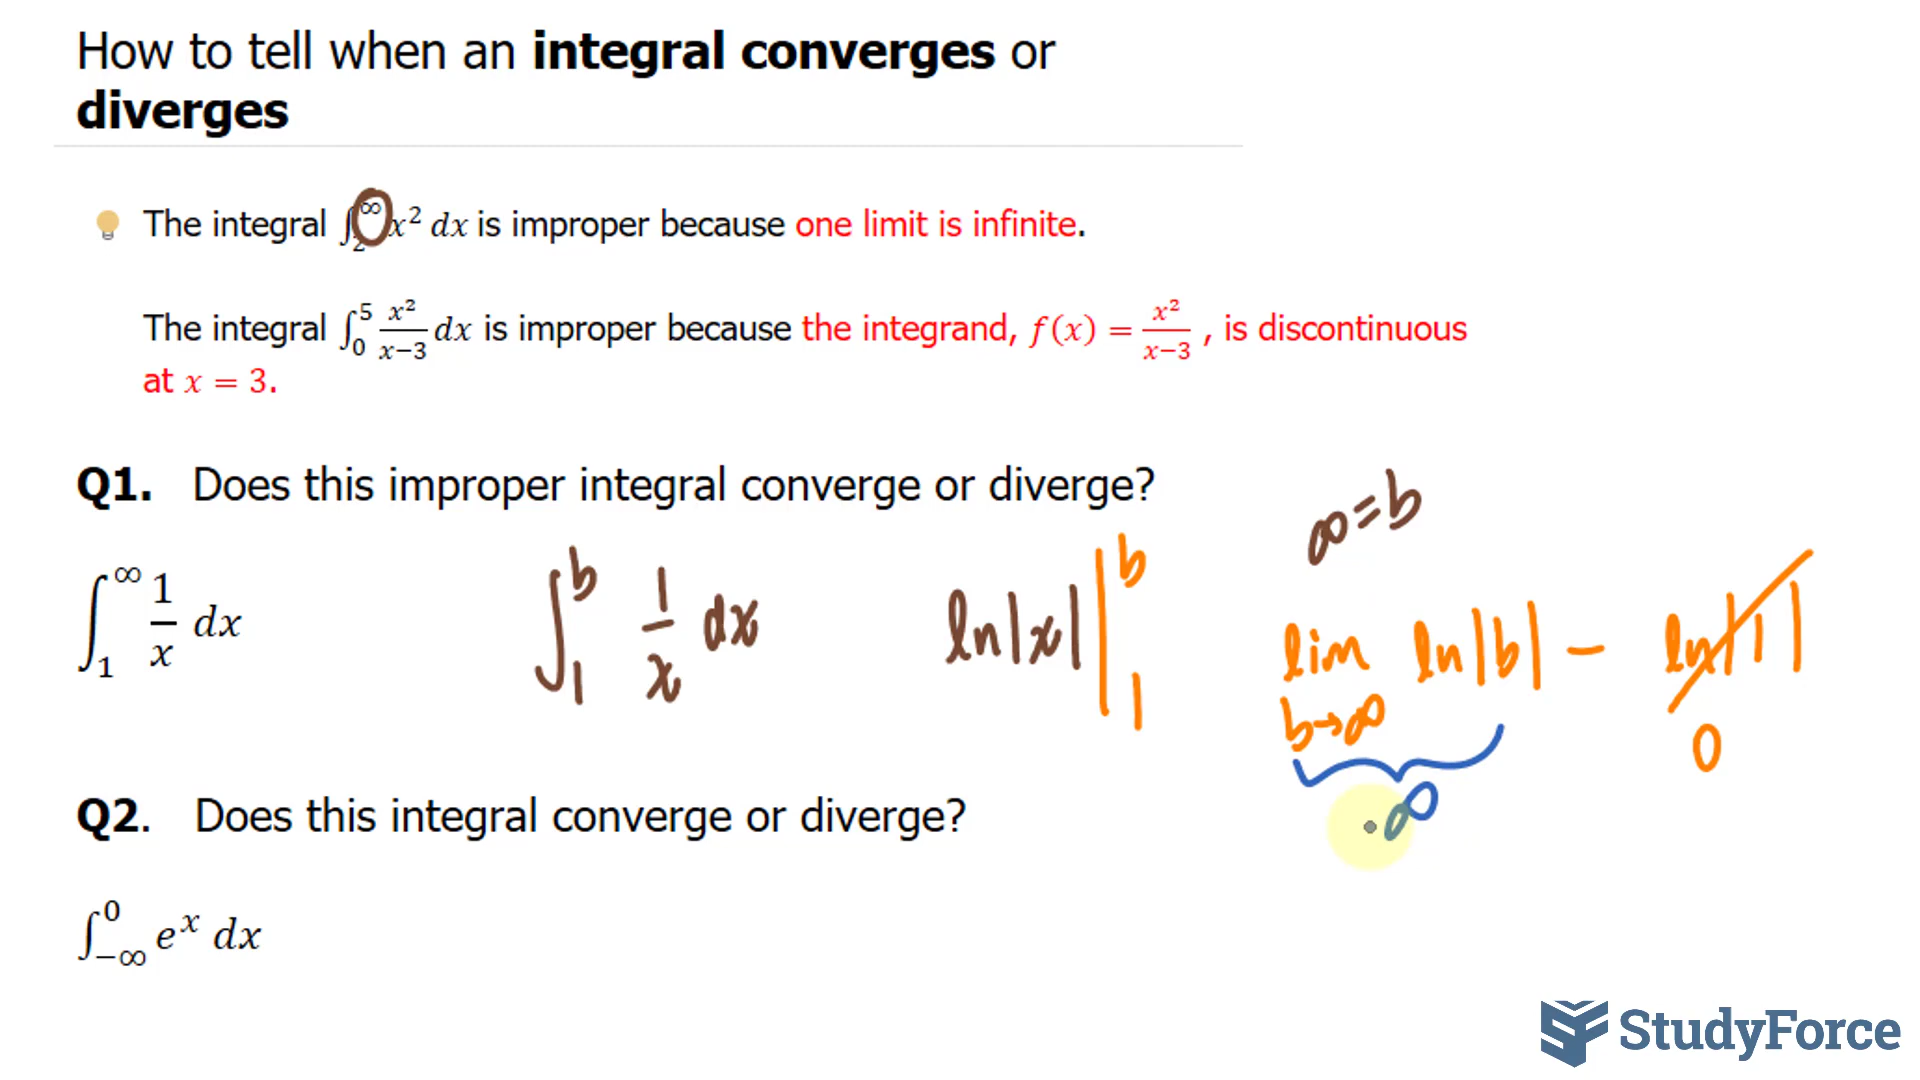 How to tell when an integral converges or
diverges
The integral ∫₂^∞ x² dx is improper because one limit is infinite.
The integral ∫₀⁵ x²/(x−3) dx is improper because the integrand, f(x) = x²/(x−3) , is discontinuous
at x = 3.
Q1. Does this improper integral converge or diverge?
∞=b
∫₁^∞ 1/x dx
∫₁^b 1/x dx
ln|x| |₁^b
lim b→∞ ln|b| − ln|1|
0
∞
Q2. Does this integral converge or diverge?
∫_−∞^0 e^x dx
StudyForce